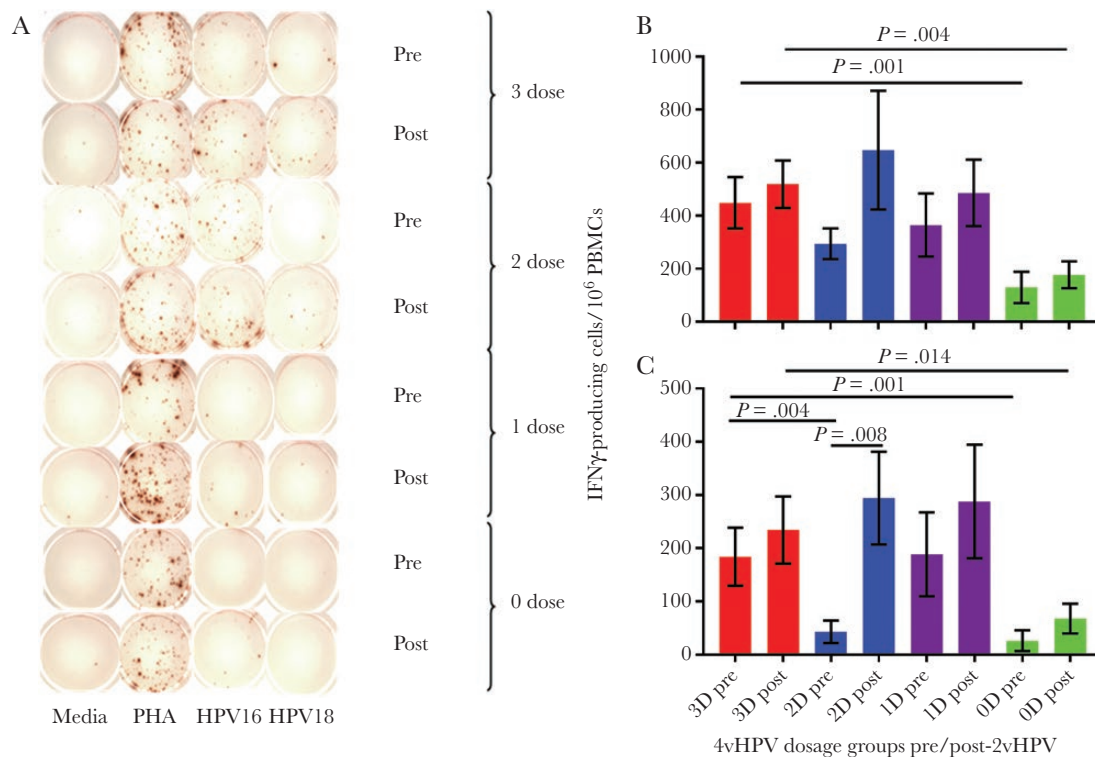 A
Pre
3 dose
Post
Pre
2 dose
Post
Pre
1 dose
Post
Pre
0 dose
Post
Media PHA HPV16 HPV18
IFNγ-producing cells/10⁶ PBMCs
B
P = .004
P = .001
1000
800
600
400
200
0
C
P = .014
P = .001
P = .004
P = .008
500
400
300
200
100
0
3D pre
3D post
2D pre
2D post
1D pre
1D post
0D pre
0D post
4vHPV dosage groups pre/post-2vHPV